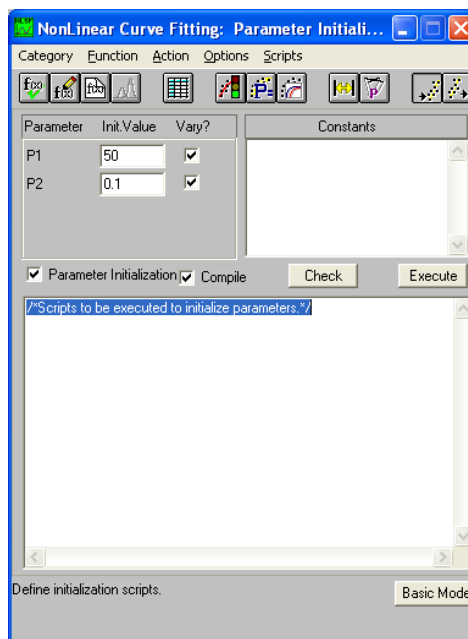 NonLinear Curve Fitting: Parameter Initiali...
Category Function Action Options Scripts
Parameter Init.Value Vary? Constants
P1 50
P2 0.1
Parameter Initialization Compile Check Execute
/*Scripts to be executed to initialize parameters.*/
Define initialization scripts. Basic Mode